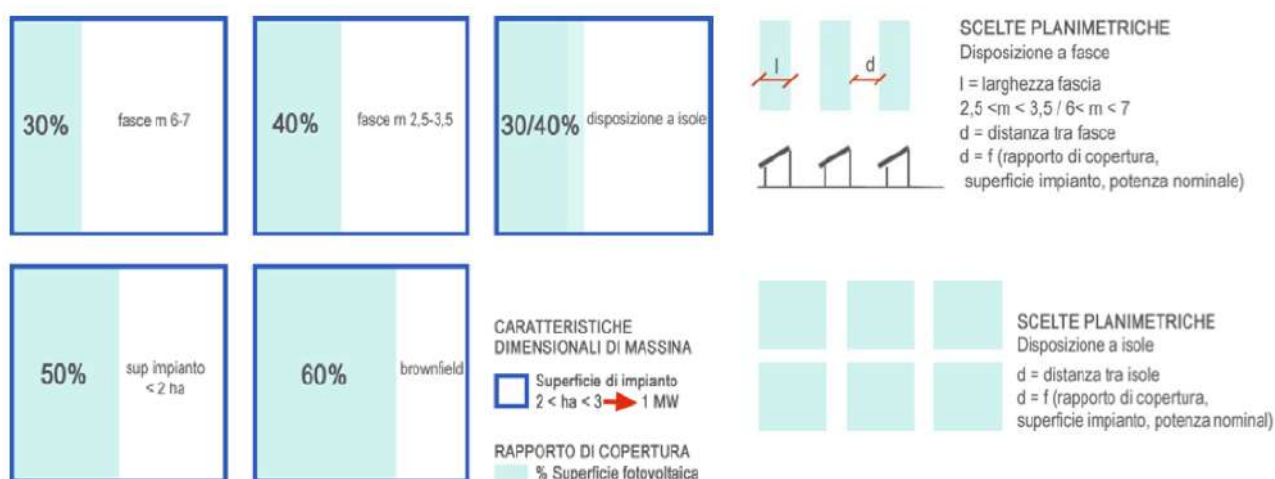 30%
fasce m 6-7
40%
fasce m 2,5-3,5
30/40%
disposizione a isole
l
d
SCELTE PLANIMETRICHE
Disposizione a fasce
l = larghezza fascia
2,5 <m < 3,5 / 6< m < 7
d = distanza tra fasce
d = f (rapporto di copertura,
superficie impianto, potenza nominale)
50%
sup impianto
< 2 ha
60%
brownfield
CARATTERISTICHE
DIMENSIONALI DI MASSINA
Superficie di impianto
2 < ha < 3 → 1 MW
RAPPORTO DI COPERTURA
% Superficie fotovoltaica
SCELTE PLANIMETRICHE
Disposizione a isole
d = distanza tra isole
d = f (rapporto di copertura,
superficie impianto, potenza nominal)